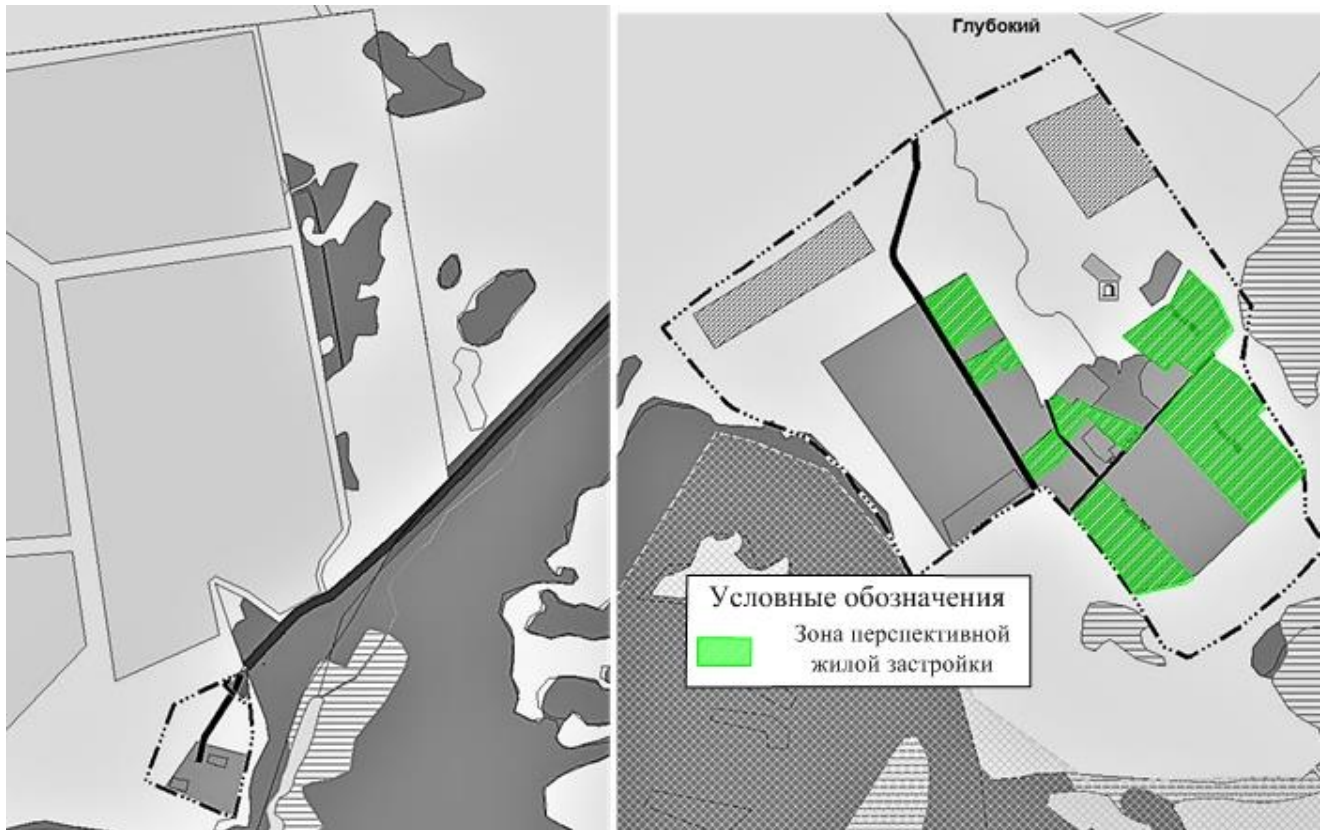 Глубокий
Условные обозначения
Зона перспективной
жилой застройки